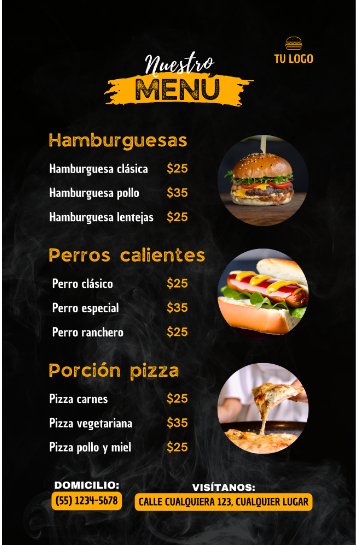 TU LOGO
Nuestro
MENU
Hamburguesas
Hamburguesa clásica $25
Hamburguesa pollo $35
Hamburguesa lentejas $25
Perros calientes
Perro clásico $25
Perro especial $35
Perro ranchero $25
Porción pizza
Pizza carnes $25
Pizza vegetariana $35
Pizza pollo y miel $25
DOMICILIO:
(55) 1234-5678
VISÍTANOS:
CALLE CUALQUIERA 123, CUALQUIER LUGAR